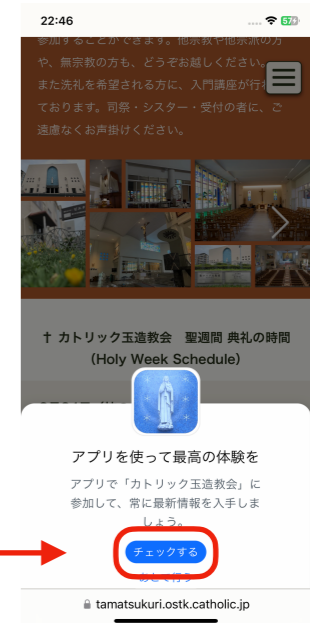 22:46
57
参加することができます。他宗教や他宗派の方
や、無宗教の方も、どうぞお越しください。
また洗礼を希望される方に、入門講座が行わ
ております。司祭・シスター・受付の者に、ご
遠慮なくお声掛けください。
✝ カトリック玉造教会 聖週間 典礼の時間
(Holy Week Schedule)
アプリを使って最高の体験を
アプリで「カトリック玉造教会」に
参加して、常に最新情報を入手しま
しょう。
チェックする
あとで行う
tamatsukuri.ostk.catholic.jp